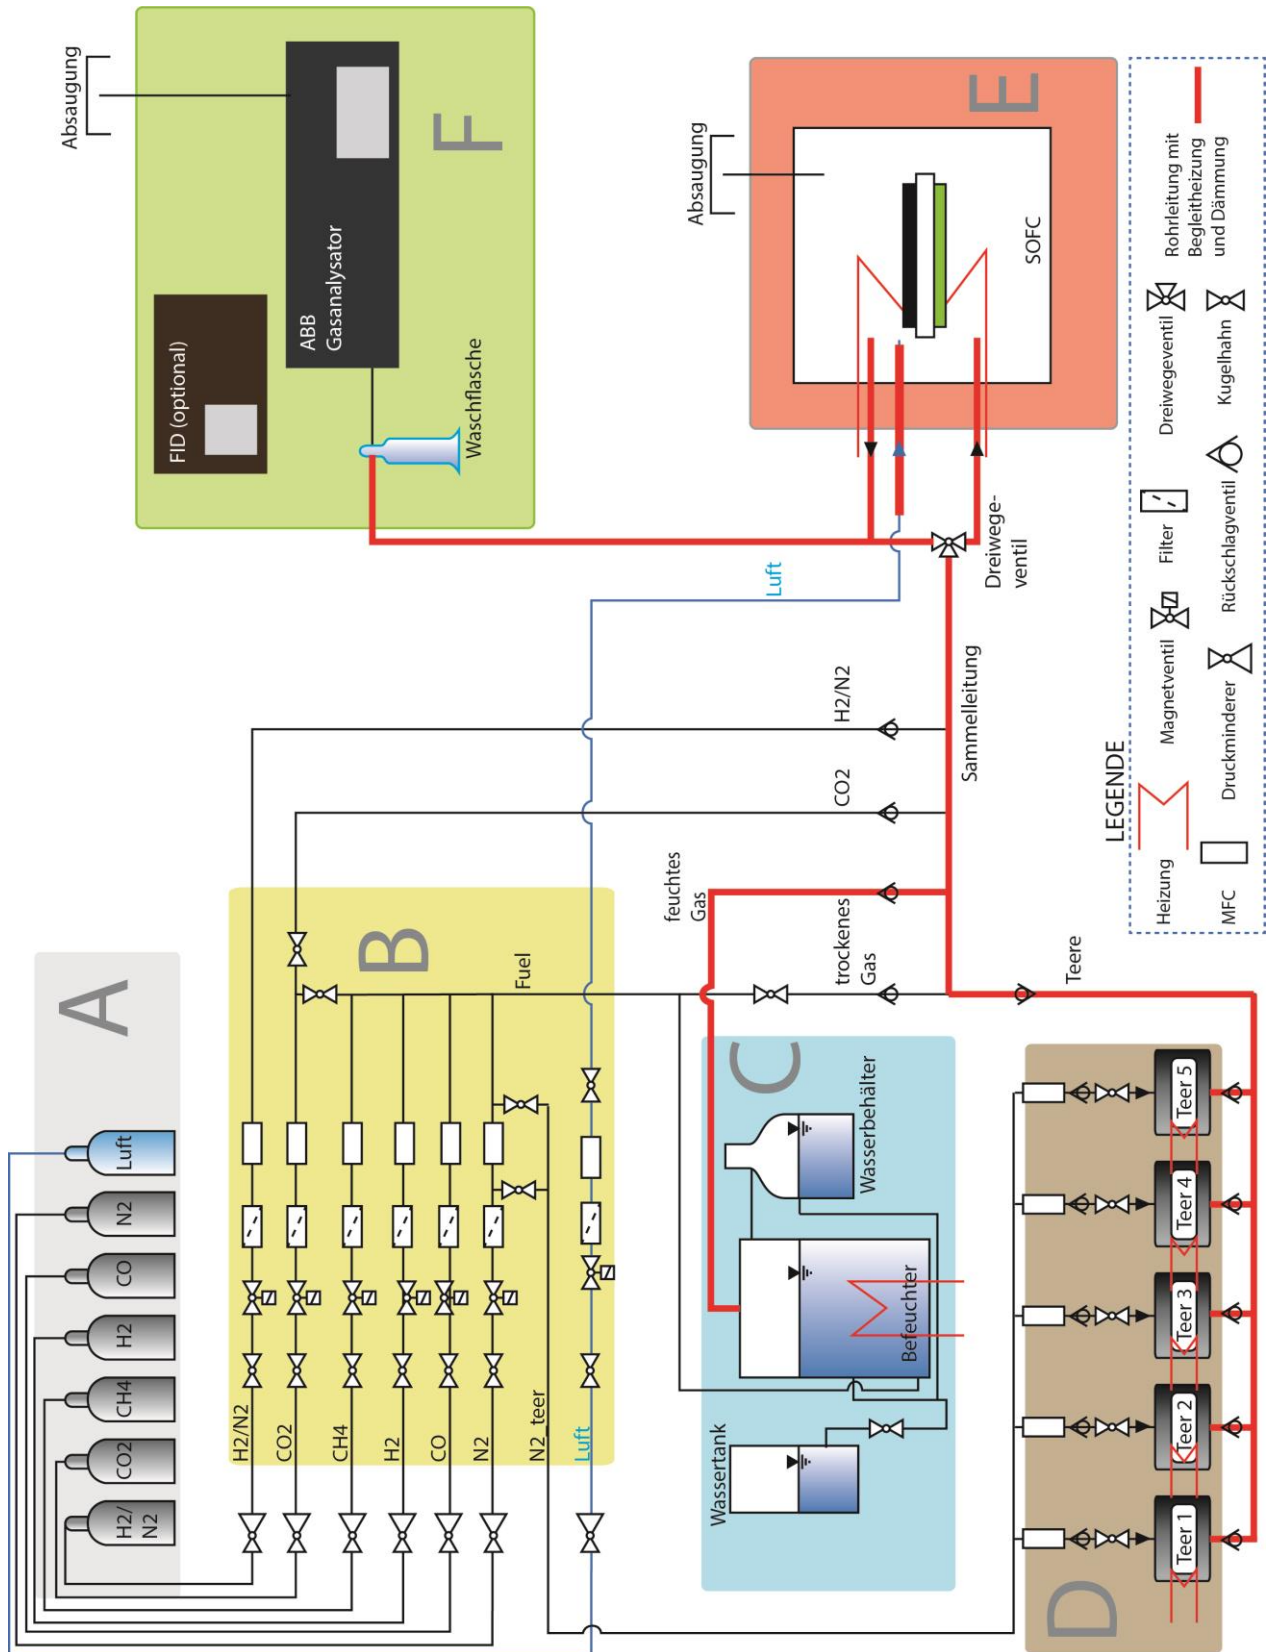 A
H2/
N2
CO2
CH4
H2
CO
N2
Luft
B
H2/N2
CO2
CH4
H2
CO
N2
N2_teer
Luft
Fuel
C
Wassertank
Befeuchter
Wasserbehälter
feuchtes
Gas
trockenes
Gas
CO2
H2/N2
Sammelleitung
Teere
D
Teer 1
Teer 2
Teer 3
Teer 4
Teer 5
Luft
Dreiwege-
ventil
E
SOFC
Absaugung
F
Waschflasche
FID (optional)
ABB
Gasanalysator
Absaugung
LEGENDE
Heizung
Magnetventil
Filter
Dreiwegeventil
Rohrleitung mit
Begleitheizung
und Dämmung
MFC
Druckminderer
Rückschlagventil
Kugelhahn